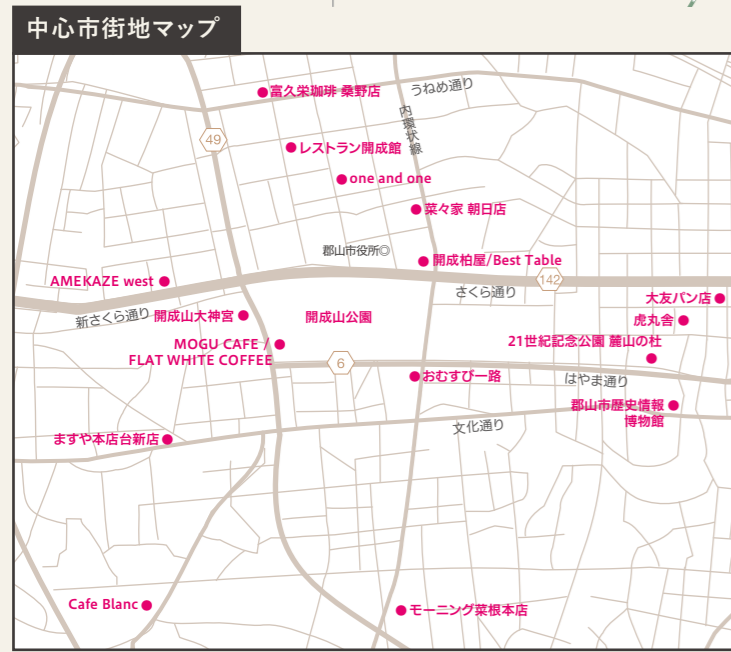 中心市街地マップ
富久栄珈琲 桑野店
うねめ通り
内環状線
49
レストラン開成館
one and one
菜々家 朝日店
郡山市役所◎
開成柏屋/Best Table
AMEKAZE west
142
さくら通り
大友パン店
新さくら通り
開成山大神宮
開成山公園
虎丸舎
21世紀記念公園 麓山の杜
MOGU CAFE /
FLAT WHITE COFFEE
6
おむすび一路
はやま通り
郡山市歴史情報
博物館
文化通り
ますや本店台新店
Cafe Blanc
モーニング菜根本店